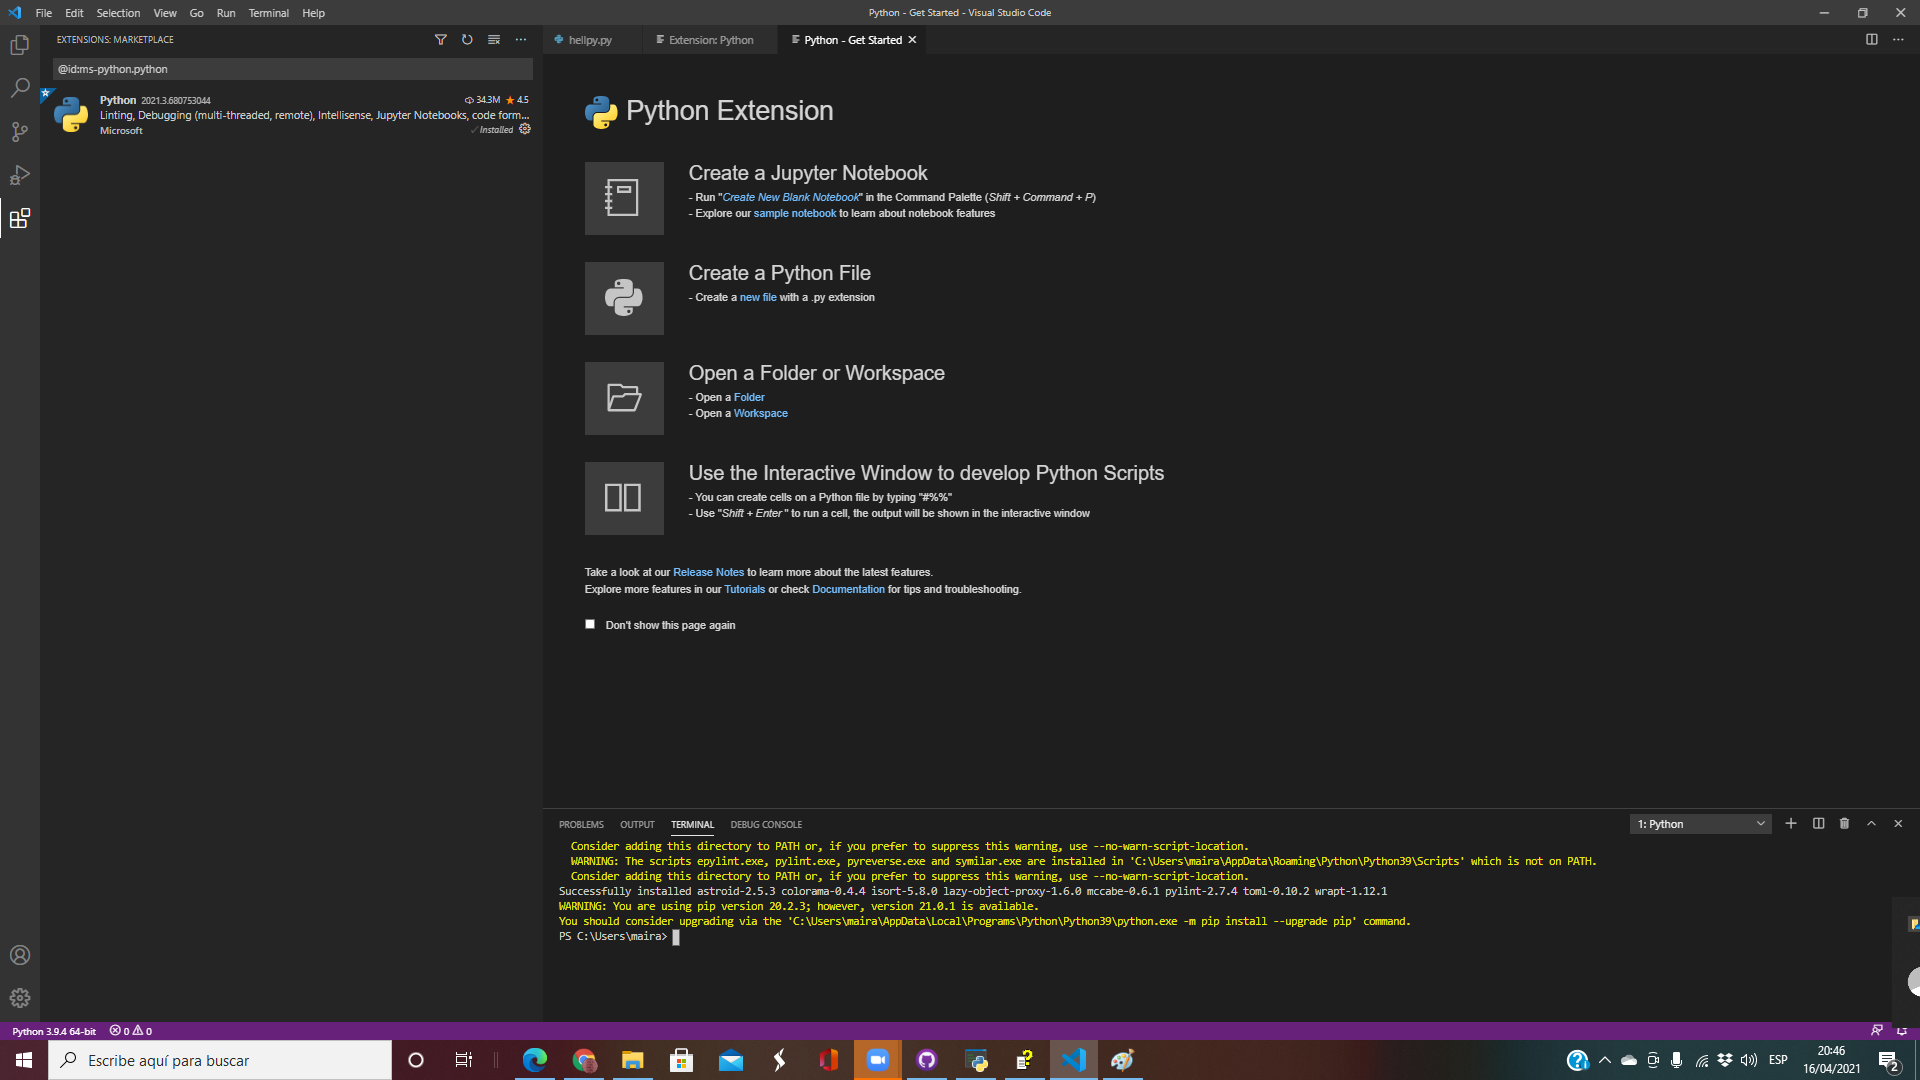 File Edit Selection View Go Run Terminal Help
Python - Get Started - Visual Studio Code
EXTENSIONS: MARKETPLACE
hellpy.py
Extension: Python
Python - Get Started
@id:ms-python.python
Python 2021.3.680753044 34.3M 4.5
Linting, Debugging (multi-threaded, remote), Intellisense, Jupyter Notebooks, code form...
Microsoft
Installed
Python Extension
Create a Jupyter Notebook
- Run "Create New Blank Notebook" in the Command Palette (Shift + Command + P)
- Explore our sample notebook to learn about notebook features
Create a Python File
- Create a new file with a .py extension
Open a Folder or Workspace
- Open a Folder
- Open a Workspace
Use the Interactive Window to develop Python Scripts
- You can create cells on a Python file by typing "#%%"
- Use "Shift + Enter " to run a cell, the output will be shown in the interactive window
Take a look at our Release Notes to learn more about the latest features.
Explore more features in our Tutorials or check Documentation for tips and troubleshooting.
Don't show this page again
PROBLEMS OUTPUT TERMINAL DEBUG CONSOLE
1: Python
Consider adding this directory to PATH or, if you prefer to suppress this warning, use --no-warn-script-location.
WARNING: The scripts epylint.exe, pylint.exe, pyreverse.exe and symilar.exe are installed in 'C:\Users\maira\AppData\Roaming\Python\Python39\Scripts' which is not on PATH.
Consider adding this directory to PATH or, if you prefer to suppress this warning, use --no-warn-script-location.
Successfully installed astroid-2.5.3 colorama-0.4.4 isort-5.8.0 lazy-object-proxy-1.6.0 mccabe-0.6.1 pylint-2.7.4 toml-0.10.2 wrapt-1.12.1
WARNING: You are using pip version 20.2.3; however, version 21.0.1 is available.
You should consider upgrading via the 'C:\Users\maira\AppData\Local\Programs\Python\Python39\python.exe -m pip install --upgrade pip' command.
PS C:\Users\maira>
Python 3.9.4 64-bit 0 0
Escribe aquí para buscar
ESP
20:46
16/04/2021
2